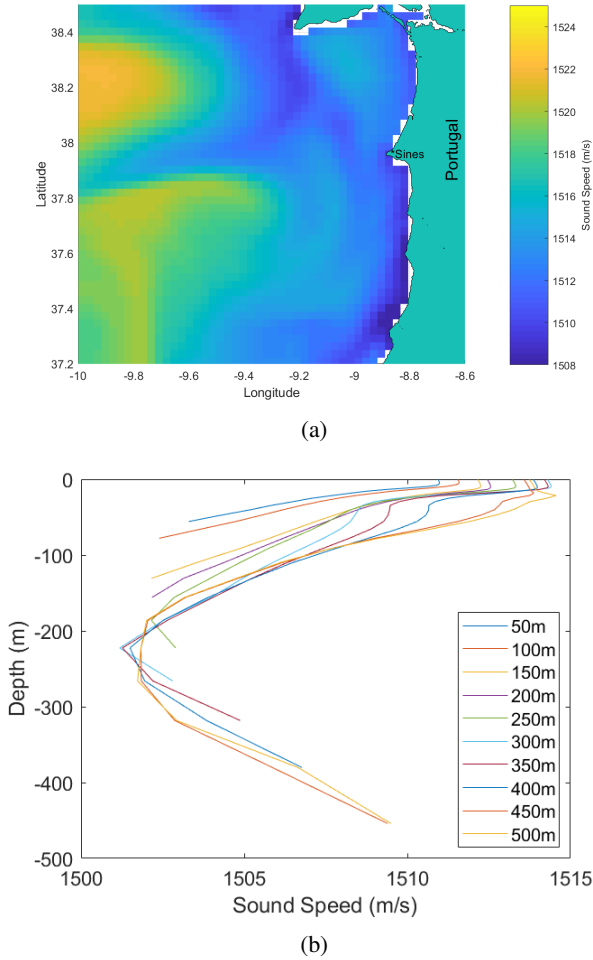 38.4
38.2
38
37.8
37.6
37.4
37.2
Latitude
-10
-9.8
-9.6
-9.4
-9.2
-9
-8.8
-8.6
Longitude
Sines
Portugal
1524
1522
1520
1518
1516
1514
1512
1510
1508
Sound Speed (m/s)
(a)
0
-100
-200
-300
-400
-500
Depth (m)
1500
1505
1510
1515
Sound Speed (m/s)
50m
100m
150m
200m
250m
300m
350m
400m
450m
500m
(b)